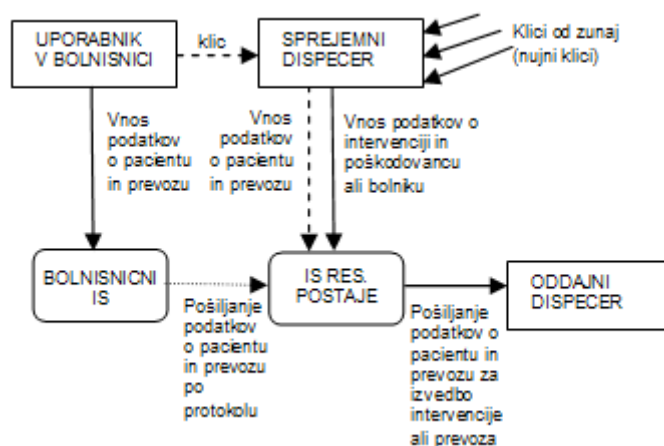 UPORABNIK
V BOLNISNICI
klic
SPREJEMNI
DISPECER
Klici od zunaj
(nujni klici)
Vnos
podatkov
o pacientu
in prevozu
Vnos
podatkov
o pacientu
in prevozu
Vnos podatkov o
intervenciji in
poškodovancu
ali bolniku
BOLNISNICNI
IS
IS RES.
POSTAJE
ODDAJNI
DISPECER
Pošiljanje
podatkov
o pacientu
in prevozu
po
protokolu
Pošiljanje
podatkov o
pacientu in
prevozu za
izvedbo
intervencije
ali prevoza